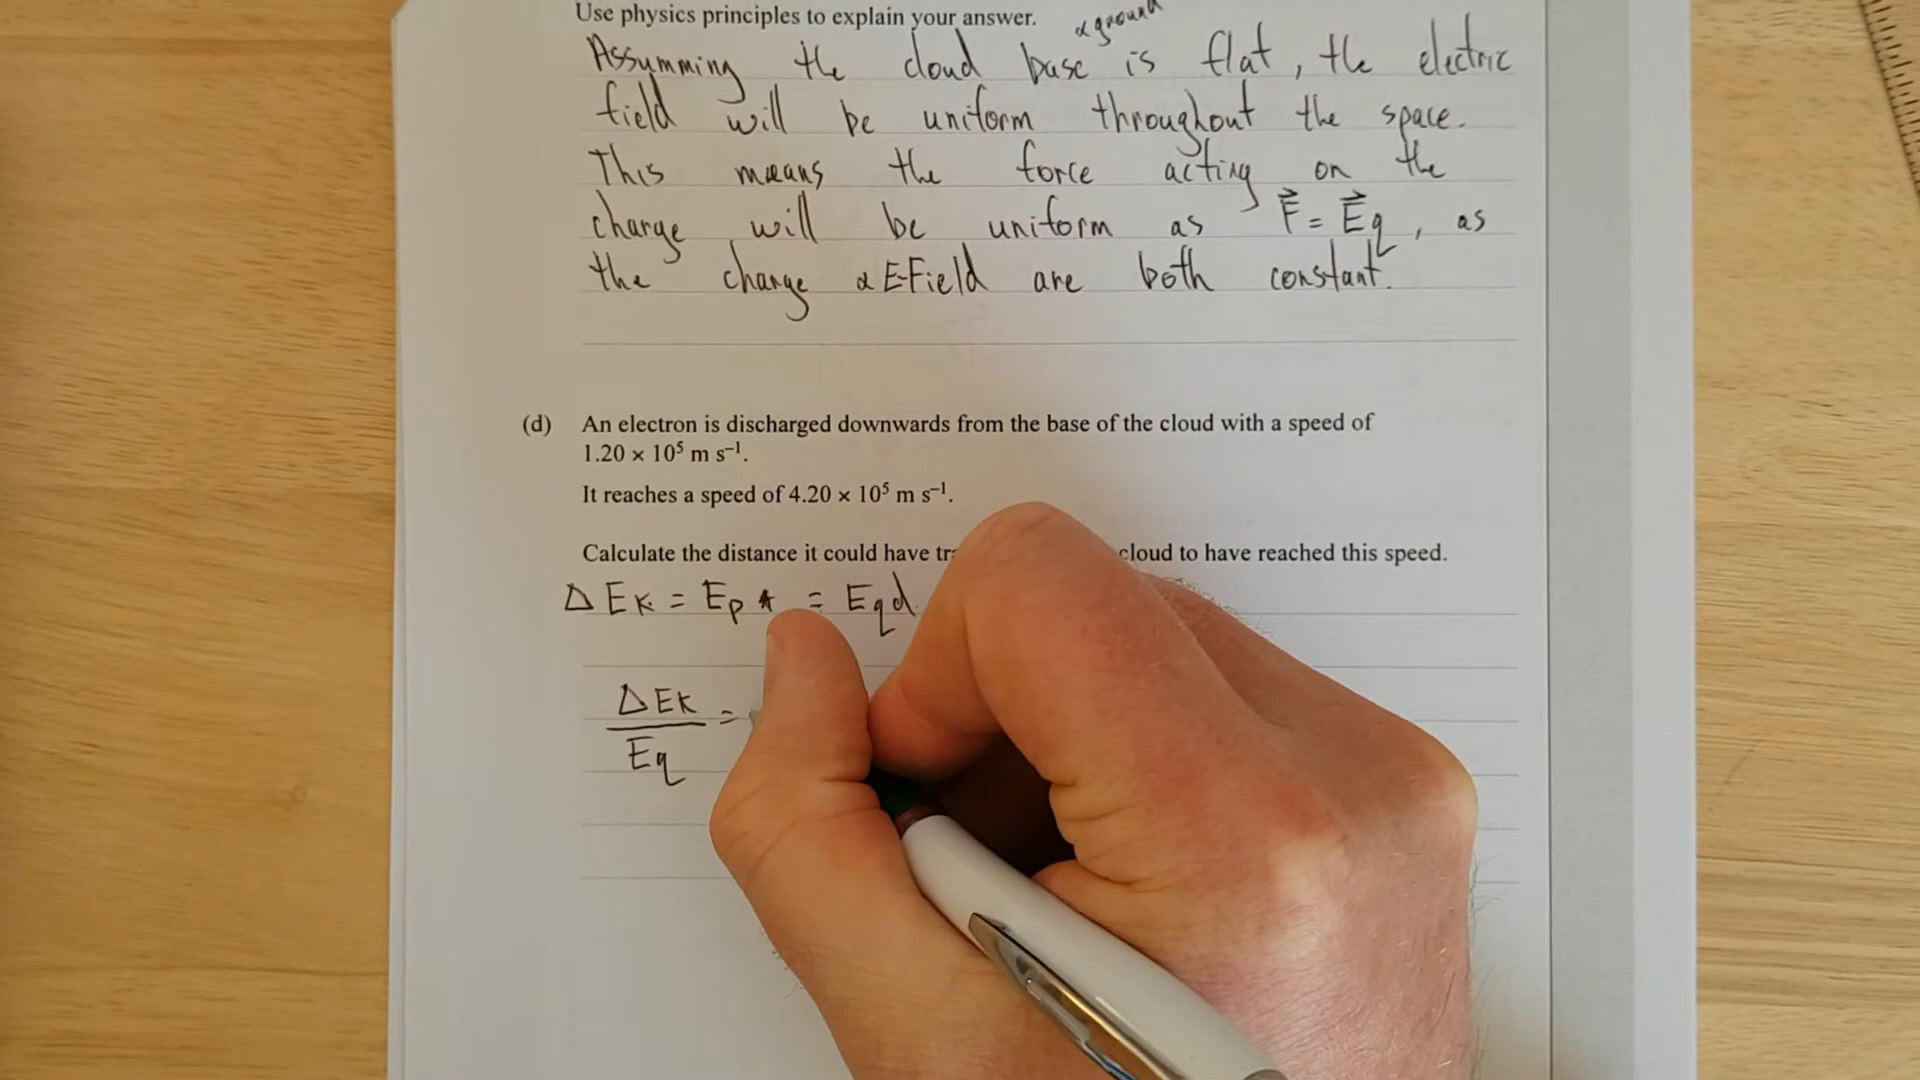 Use physics principles to explain your answer.
& ground
Assumming the cloud base is flat, the electric
field will be uniform throughout the space.
This means the force acting on the
charge will be uniform as F⃗ = E⃗q, as
the charge & E-Field are both constant.
(d) An electron is discharged downwards from the base of the cloud with a speed of
1.20 × 10⁵ m s⁻¹.
It reaches a speed of 4.20 × 10⁵ m s⁻¹.
Calculate the distance it could have cloud to have reached this speed.
Δ Ek = Ep = Eqd
ΔEk =
Eq